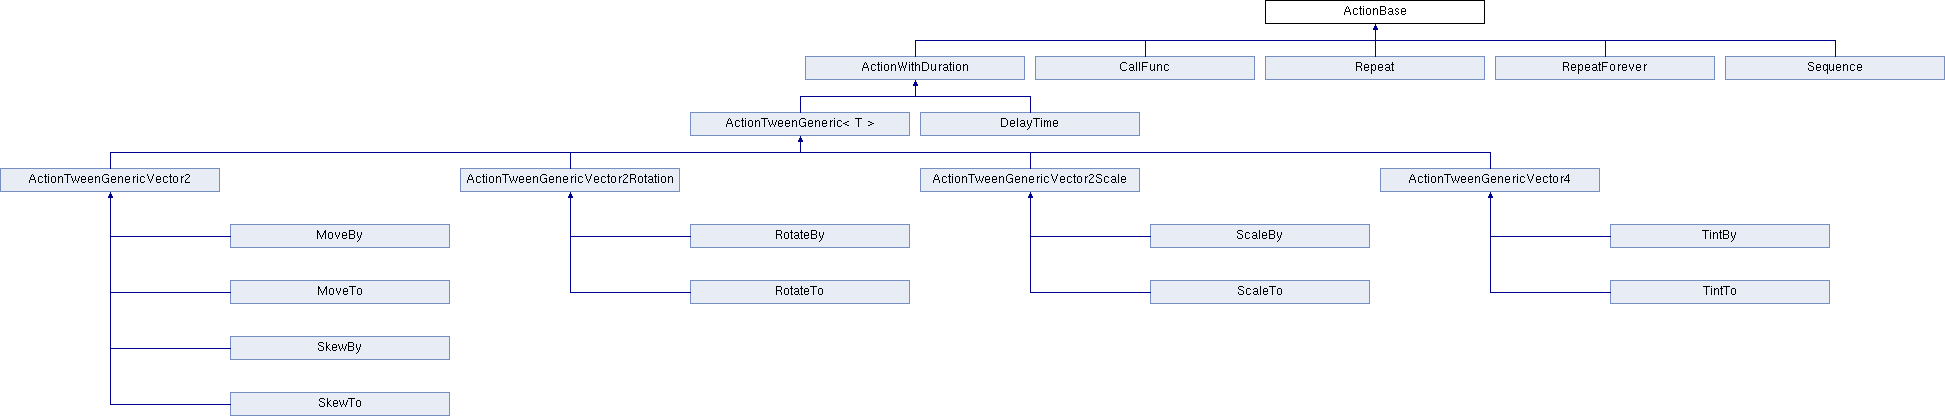 ActionBase
ActionWithDuration CallFunc Repeat RepeatForever Sequence
ActionTweenGeneric< T > DelayTime
ActionTweenGenericVector2 ActionTweenGenericVector2Rotation ActionTweenGenericVector2Scale ActionTweenGenericVector4
MoveBy RotateBy ScaleBy TintBy
MoveTo RotateTo ScaleTo TintTo
SkewBy
SkewTo